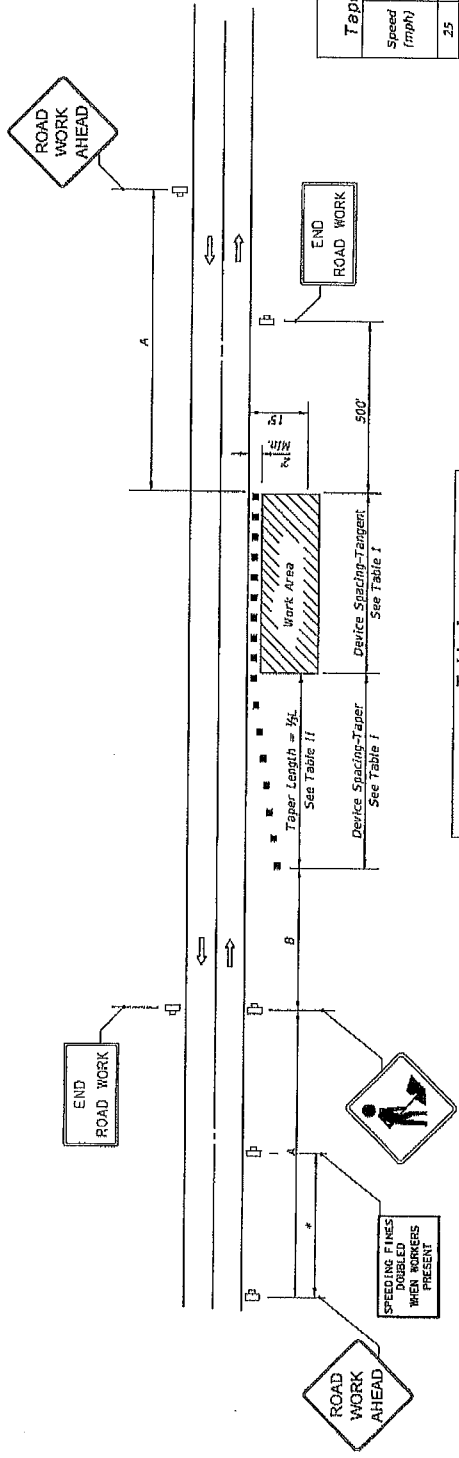 ROAD
WORK
AHEAD
A
END
ROAD WORK
END
ROAD WORK
15'
2'
Min.
500'
Work Area
Device Spacing-Tangent
See Table I
Taper Length = ⅓L
See Table II
Device Spacing-Taper
See Table I
B
A
*
SPEEDING FINES
DOUBLED
WHEN WORKERS
PRESENT
ROAD
WORK
AHEAD
Speed
(mph)
25